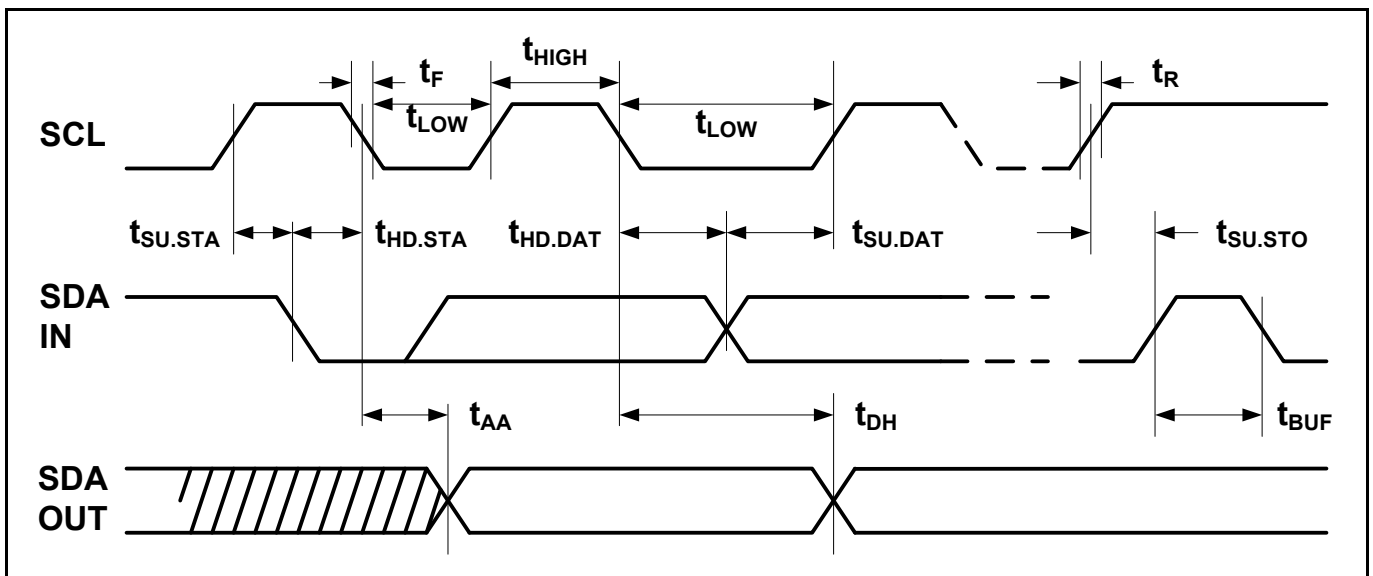 tHIGH
tF
tR
SCL
tLOW
tLOW
tSU.STA
tHD.STA
tHD.DAT
tSU.DAT
tSU.STO
SDA
IN
tAA
tDH
tBUF
SDA
OUT